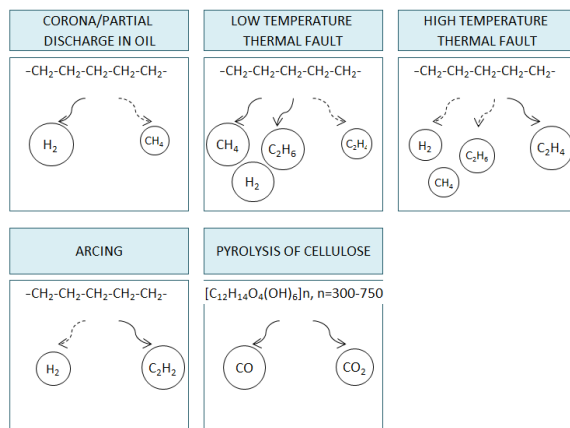 CORONA/PARTIAL
DISCHARGE IN OIL
-CH₂-CH₂-CH₂-CH₂-CH₂-
H₂
CH₄
LOW TEMPERATURE
THERMAL FAULT
-CH₂-CH₂-CH₂-CH₂-CH₂-
CH₄
C₂H₆
C₂H₄
H₂
HIGH TEMPERATURE
THERMAL FAULT
-CH₂-CH₂-CH₂-CH₂-CH₂-
H₂
C₂H₆
C₂H₄
CH₄
ARCING
-CH₂-CH₂-CH₂-CH₂-CH₂-
H₂
C₂H₂
PYROLYSIS OF CELLULOSE
[C₁₂H₁₄O₄(OH)₆]n, n=300-750
CO
CO₂